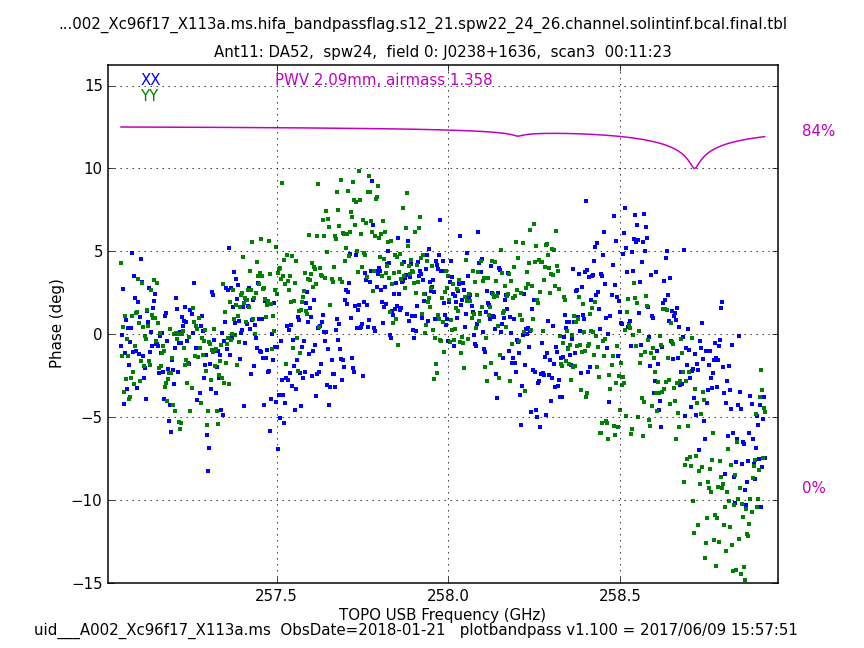 ...002_Xc96f17_X113a.ms.hifa_bandpassflag.s12_21.spw22_24_26.channel.solintinf.bcal.final.tbl
Ant11: DA52, spw24, field 0: J0238+1636, scan3 00:11:23
XX PWV 2.09mm, airmass 1.358
YY
15
10
5
0
−5
−10
−15
84%
0%
Phase (deg)
257.5 258.0 258.5
TOPO USB Frequency (GHz)
uid___A002_Xc96f17_X113a.ms ObsDate=2018-01-21 plotbandpass v1.100 = 2017/06/09 15:57:51